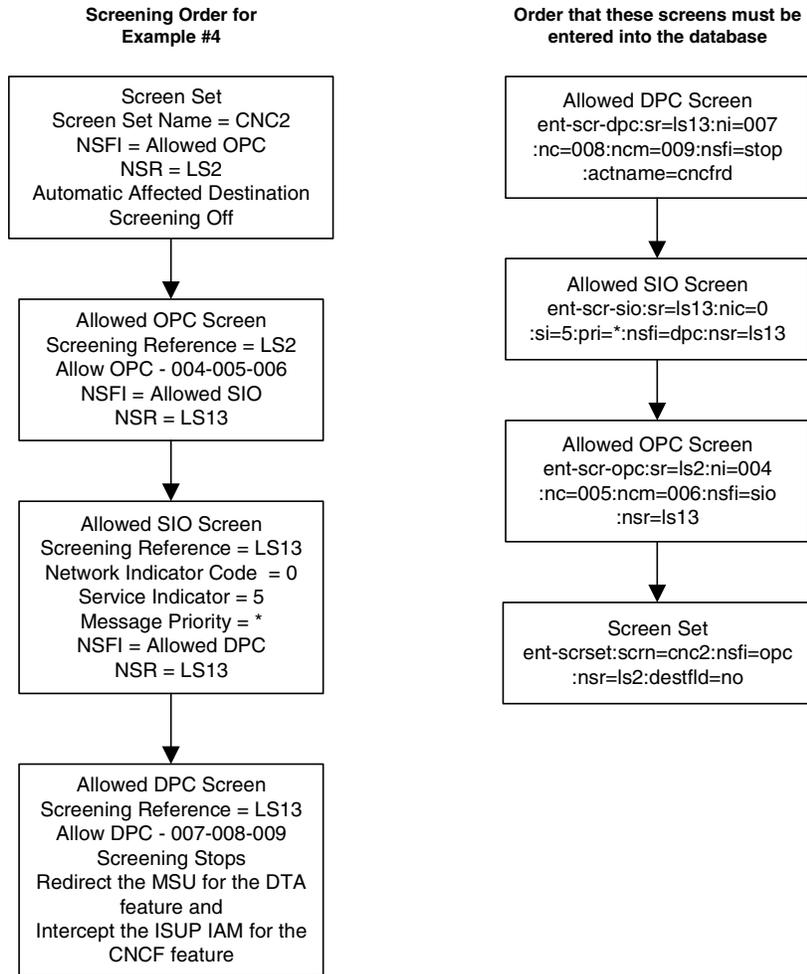 Screening Order for
Example #4
Screen Set
Screen Set Name = CNC2
NSFI = Allowed OPC
NSR = LS2
Automatic Affected Destination
Screening Off
Allowed OPC Screen
Screening Reference = LS2
Allow OPC - 004-005-006
NSFI = Allowed SIO
NSR = LS13
Allowed SIO Screen
Screening Reference = LS13
Network Indicator Code = 0
Service Indicator = 5
Message Priority = *
NSFI = Allowed DPC
NSR = LS13
Allowed DPC Screen
Screening Reference = LS13
Allow DPC - 007-008-009
Screening Stops
Redirect the MSU for the DTA
feature and
Intercept the ISUP IAM for the
CNCF feature
Order that these screens must be
entered into the database
Allowed DPC Screen
ent-scr-dpc:sr=ls13:ni=007
:nc=008:ncm=009:nsfi=stop
:actname=cncfrd
Allowed SIO Screen
ent-scr-sio:sr=ls13:nic=0
:si=5:pri=*:nsfi=dpc:nsr=ls13
Allowed OPC Screen
ent-scr-opc:sr=ls2:ni=004
:nc=005:ncm=006:nsfi=sio
:nsr=ls13
Screen Set
ent-scrset:scrn=cnc2:nsfi=opc
:nsr=ls2:destfld=no